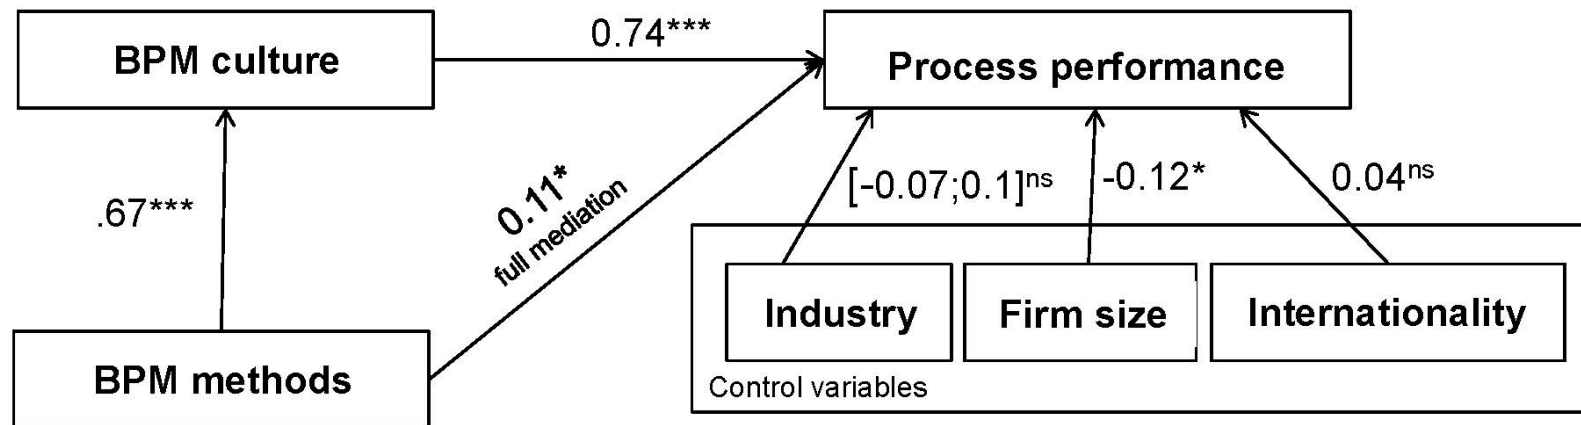 BPM culture
0.74***
Process performance
.67***
0.11*
full mediation
[-0.07;0.1]ns
-0.12*
0.04ns
BPM methods
Industry
Firm size
Internationality
Control variables